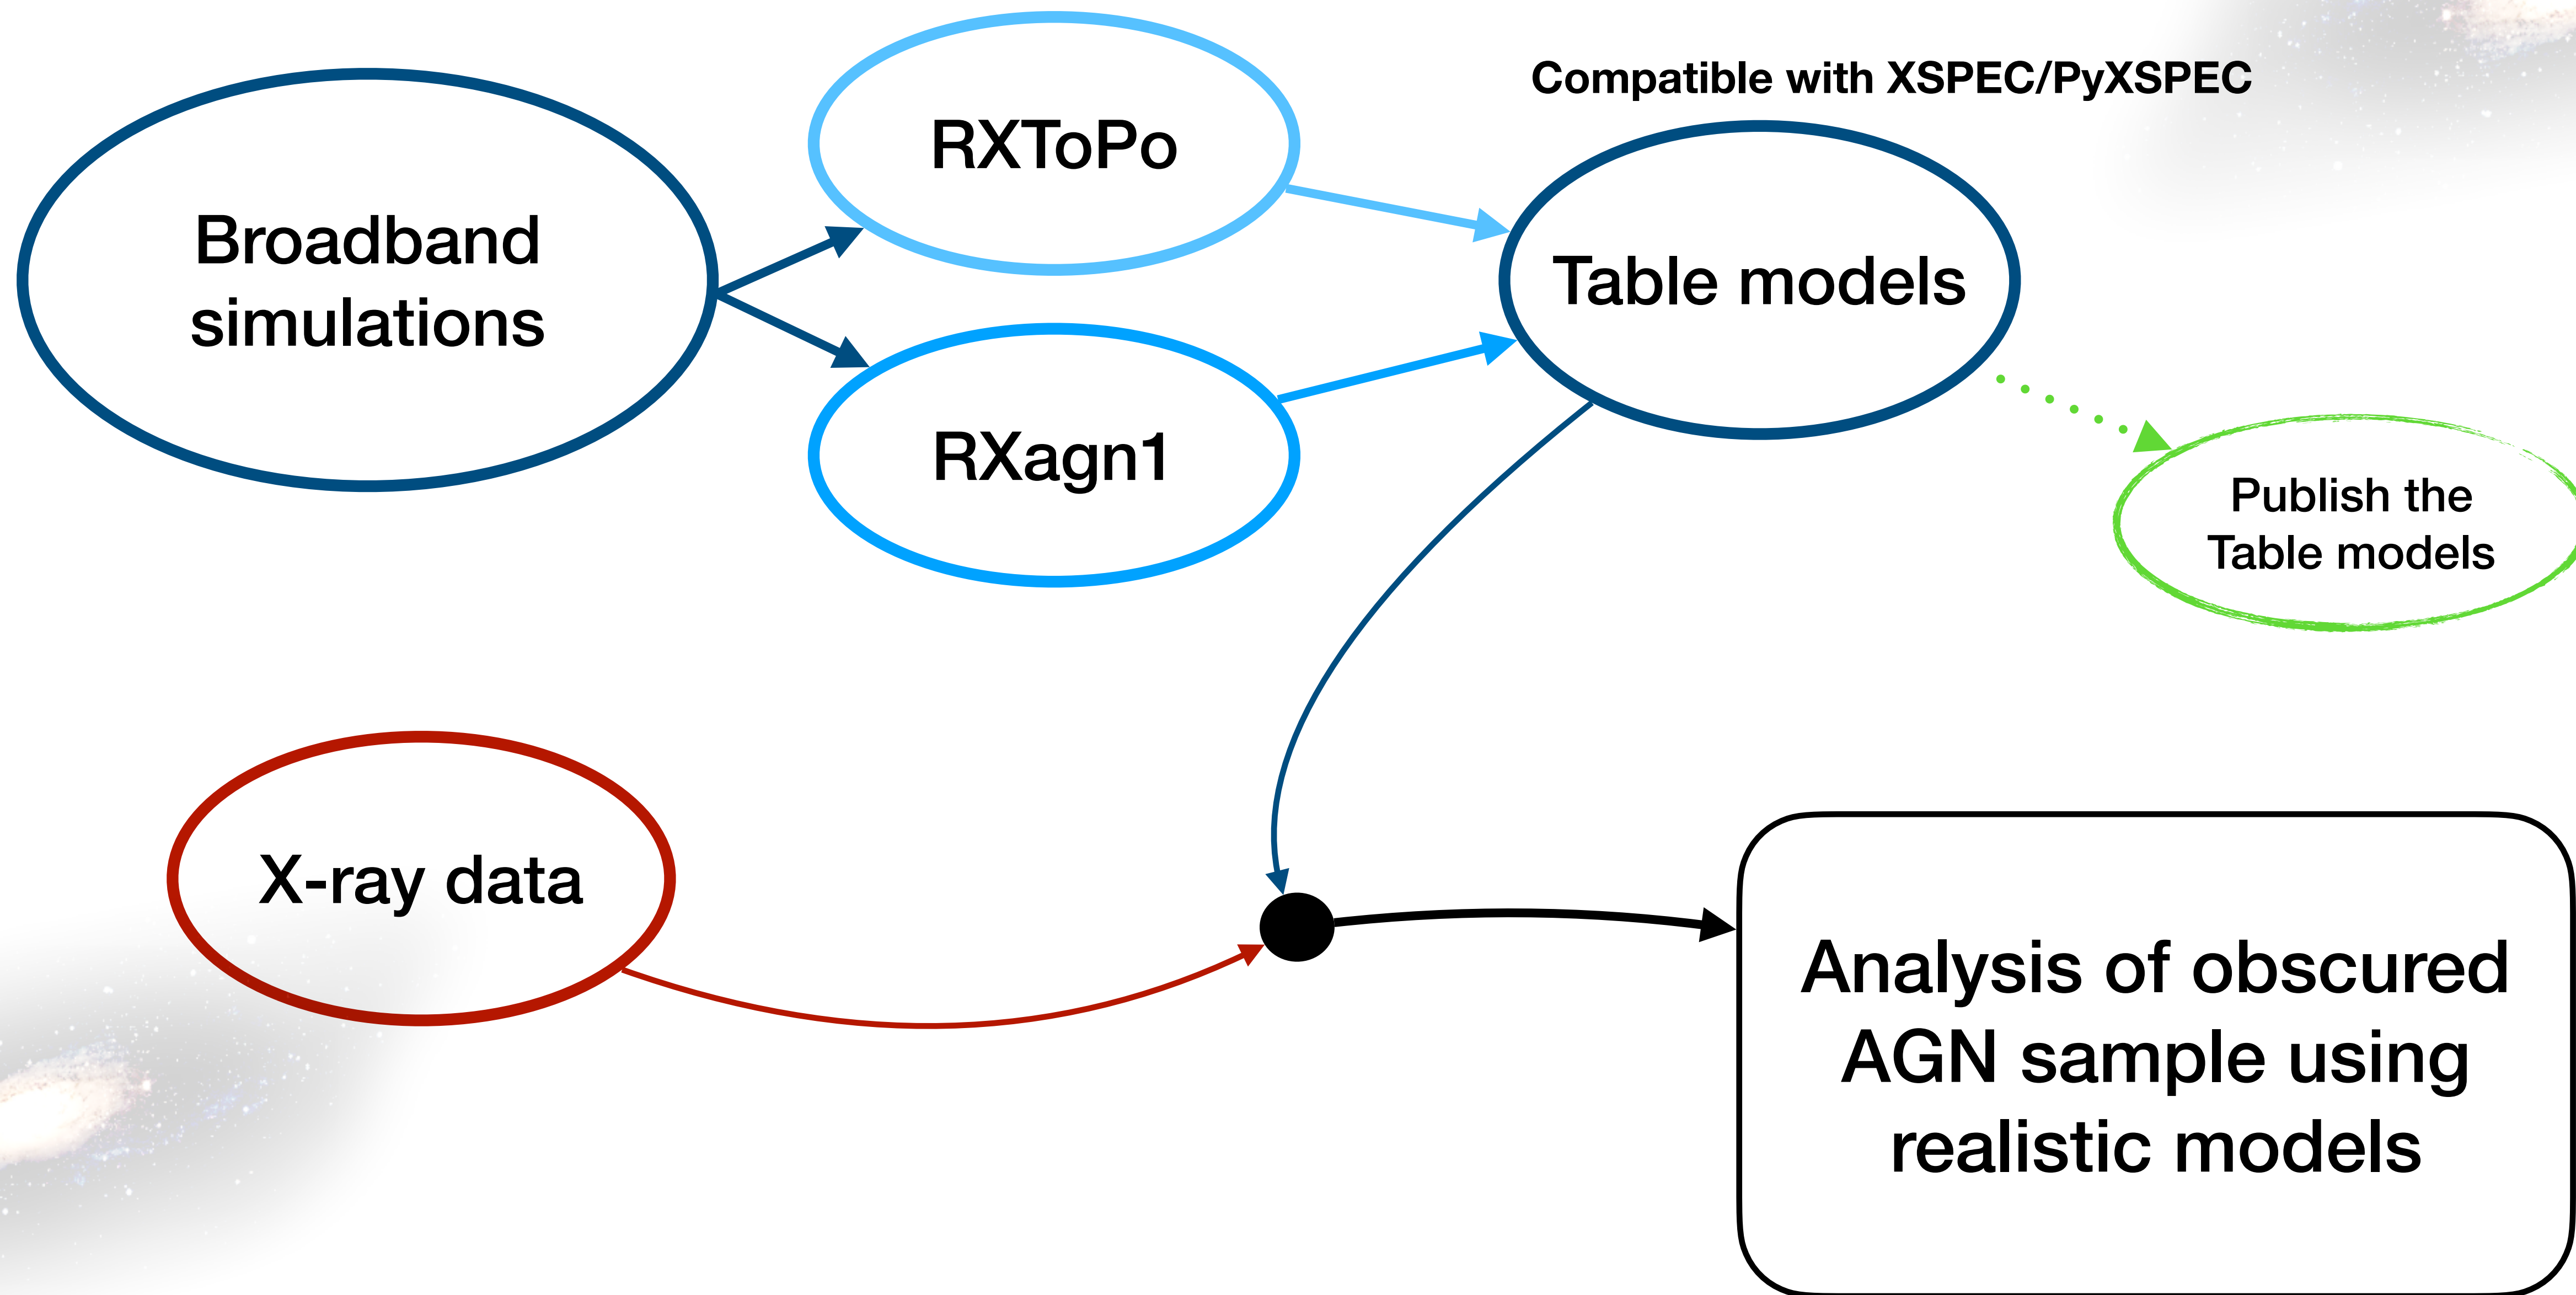 Compatible with XSPEC/PyXSPEC
Broadband
simulations
RXToPo
RXagn1
Table models
Publish the
Table models
X-ray data
Analysis of obscured
AGN sample using
realistic models